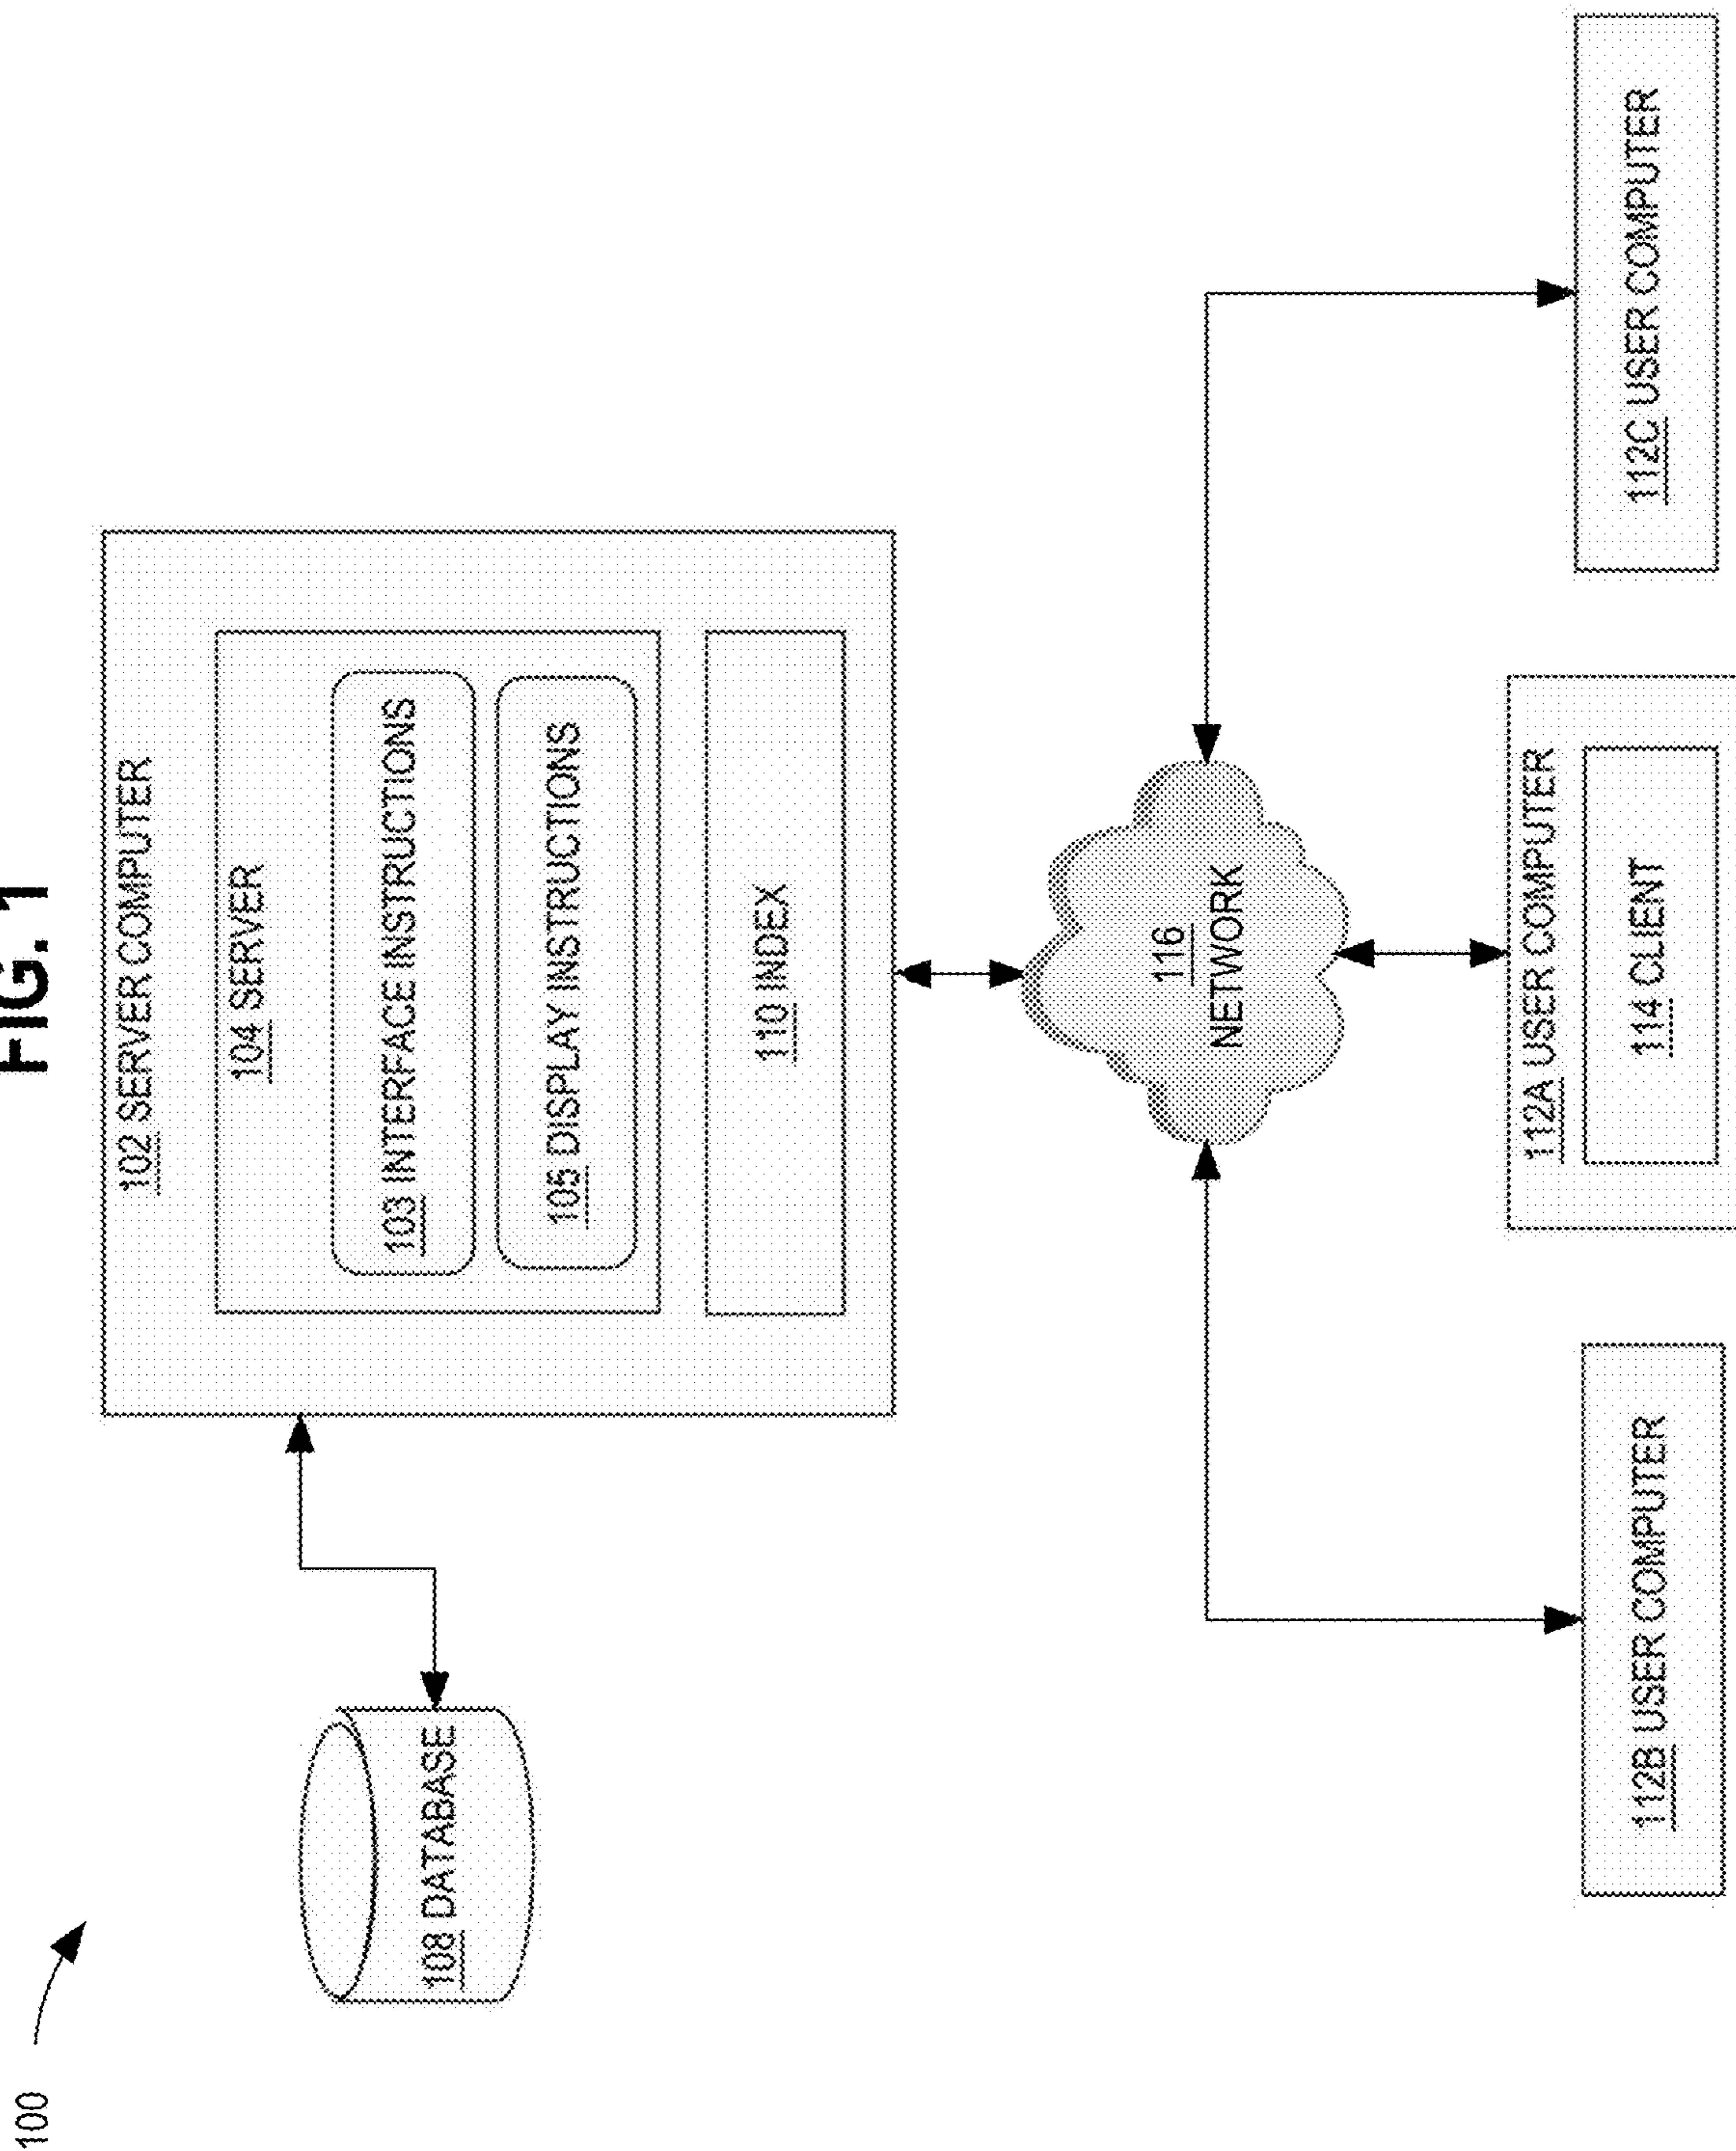 FIG. 1
100
102 SERVER COMPUTER
104 SERVER
103 INTERFACE INSTRUCTIONS
105 DISPLAY INSTRUCTIONS
110 INDEX
108 DATABASE
116
NETWORK
112B USER COMPUTER
112A USER COMPUTER
114 CLIENT
112C USER COMPUTER